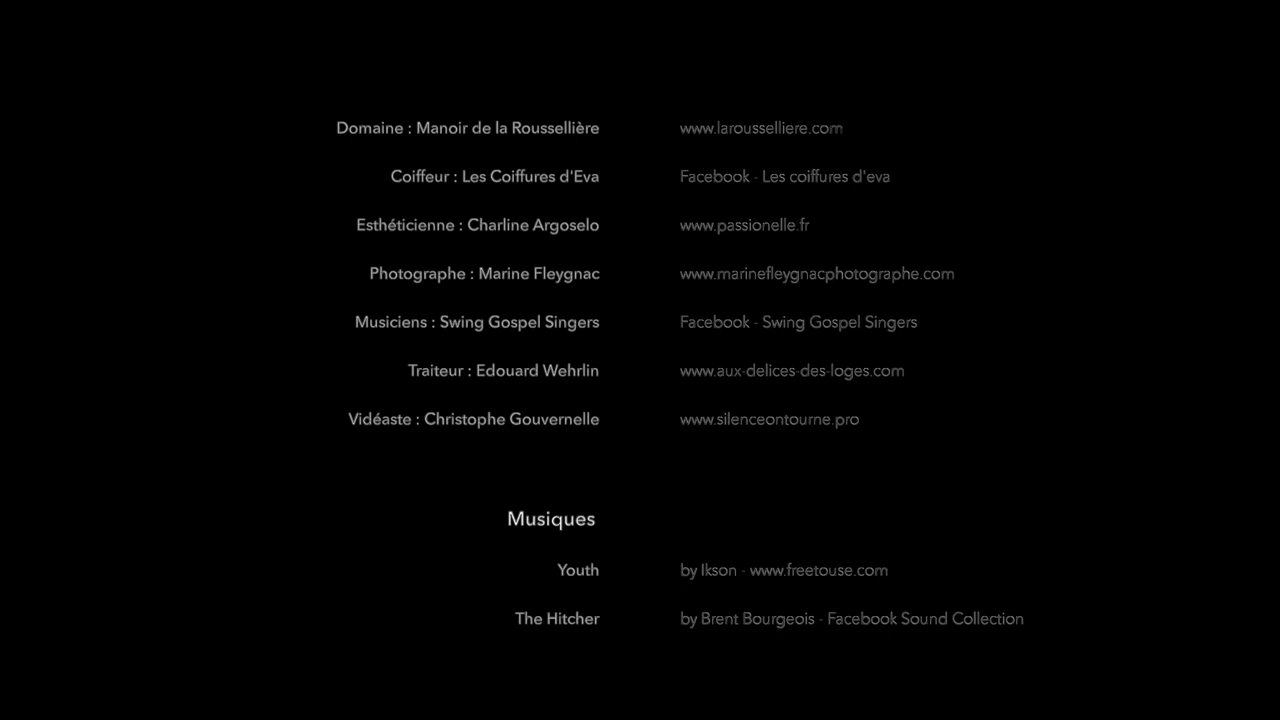 Domaine : Manoir de la Roussellière www.larousselliere.com
Coiffeur : Les Coiffures d'Eva Facebook - Les coiffures d'eva
Esthéticienne : Charline Argoselo www.passionelle.fr
Photographe : Marine Fleygnac www.marinefleygnacphotographe.com
Musiciens : Swing Gospel Singers Facebook - Swing Gospel Singers
Traiteur : Edouard Wehrlin www.aux-delices-des-loges.com
Vidéaste : Christophe Gouvernelle www.silenceontourne.pro
Musiques
Youth by Ikson - www.freetouse.com
The Hitcher by Brent Bourgeois - Facebook Sound Collection